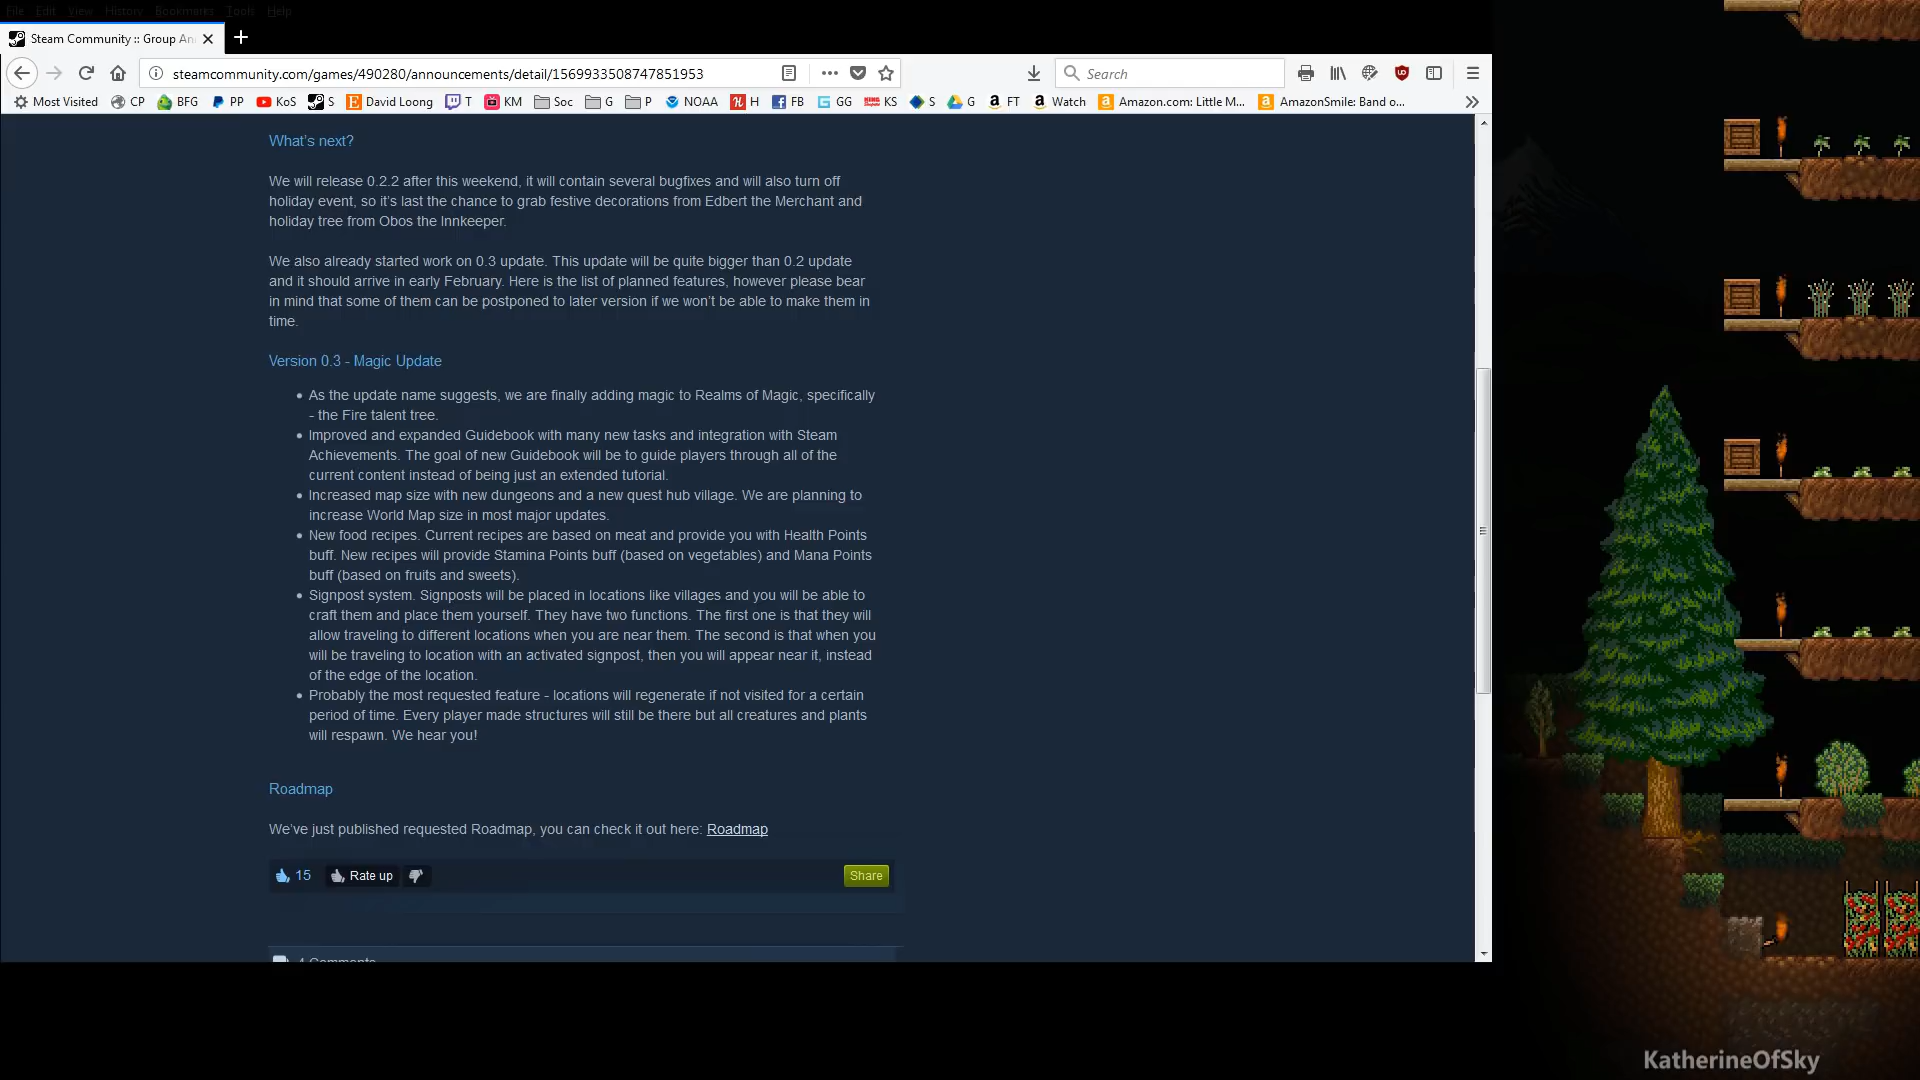 File Edit View History Bookmarks Tools Help
Steam Community :: Group An
steamcommunity.com/games/490280/announcements/detail/1569933508747851953
Search
Most Visited CP BFG PP KoS S David Loong T KM Soc G P NOAA H FB GG KS S G FT Watch Amazon.com: Little M... AmazonSmile: Band o...
What's next?
We will release 0.2.2 after this weekend, it will contain several bugfixes and will also turn off
holiday event, so it's last the chance to grab festive decorations from Edbert the Merchant and
holiday tree from Obos the Innkeeper.
We also already started work on 0.3 update. This update will be quite bigger than 0.2 update
and it should arrive in early February. Here is the list of planned features, however please bear
in mind that some of them can be postponed to later version if we won't be able to make them in
time.
Version 0.3 - Magic Update
As the update name suggests, we are finally adding magic to Realms of Magic, specifically
- the Fire talent tree.
Improved and expanded Guidebook with many new tasks and integration with Steam
Achievements. The goal of new Guidebook will be to guide players through all of the
current content instead of being just an extended tutorial.
Increased map size with new dungeons and a new quest hub village. We are planning to
increase World Map size in most major updates.
New food recipes. Current recipes are based on meat and provide you with Health Points
buff. New recipes will provide Stamina Points buff (based on vegetables) and Mana Points
buff (based on fruits and sweets).
Signpost system. Signposts will be placed in locations like villages and you will be able to
craft them and place them yourself. They have two functions. The first one is that they will
allow traveling to different locations when you are near them. The second is that when you
will be traveling to location with an activated signpost, then you will appear near it, instead
of the edge of the location.
Probably the most requested feature - locations will regenerate if not visited for a certain
period of time. Every player made structures will still be there but all creatures and plants
will respawn. We hear you!
Roadmap
We've just published requested Roadmap, you can check it out here: Roadmap
15 Rate up Share
4 Comments
KatherineOfSky